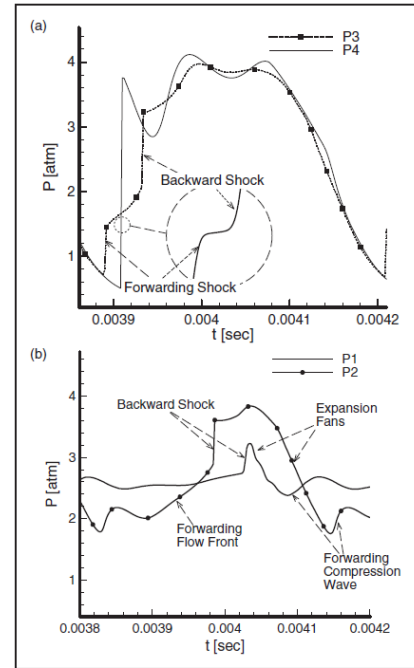 (a)
P3
P4
4
3
2
1
P [atm]
Backward Shock
Forwarding Shock
0.0039 0.004 0.0041 0.0042
t [sec]
(b)
P1
P2
4
3
2
1
P [atm]
Backward Shock
Expansion
Fans
Forwarding
Flow Front
Forwarding
Compression
Wave
0.0038 0.0039 0.004 0.0041 0.0042
t [sec]